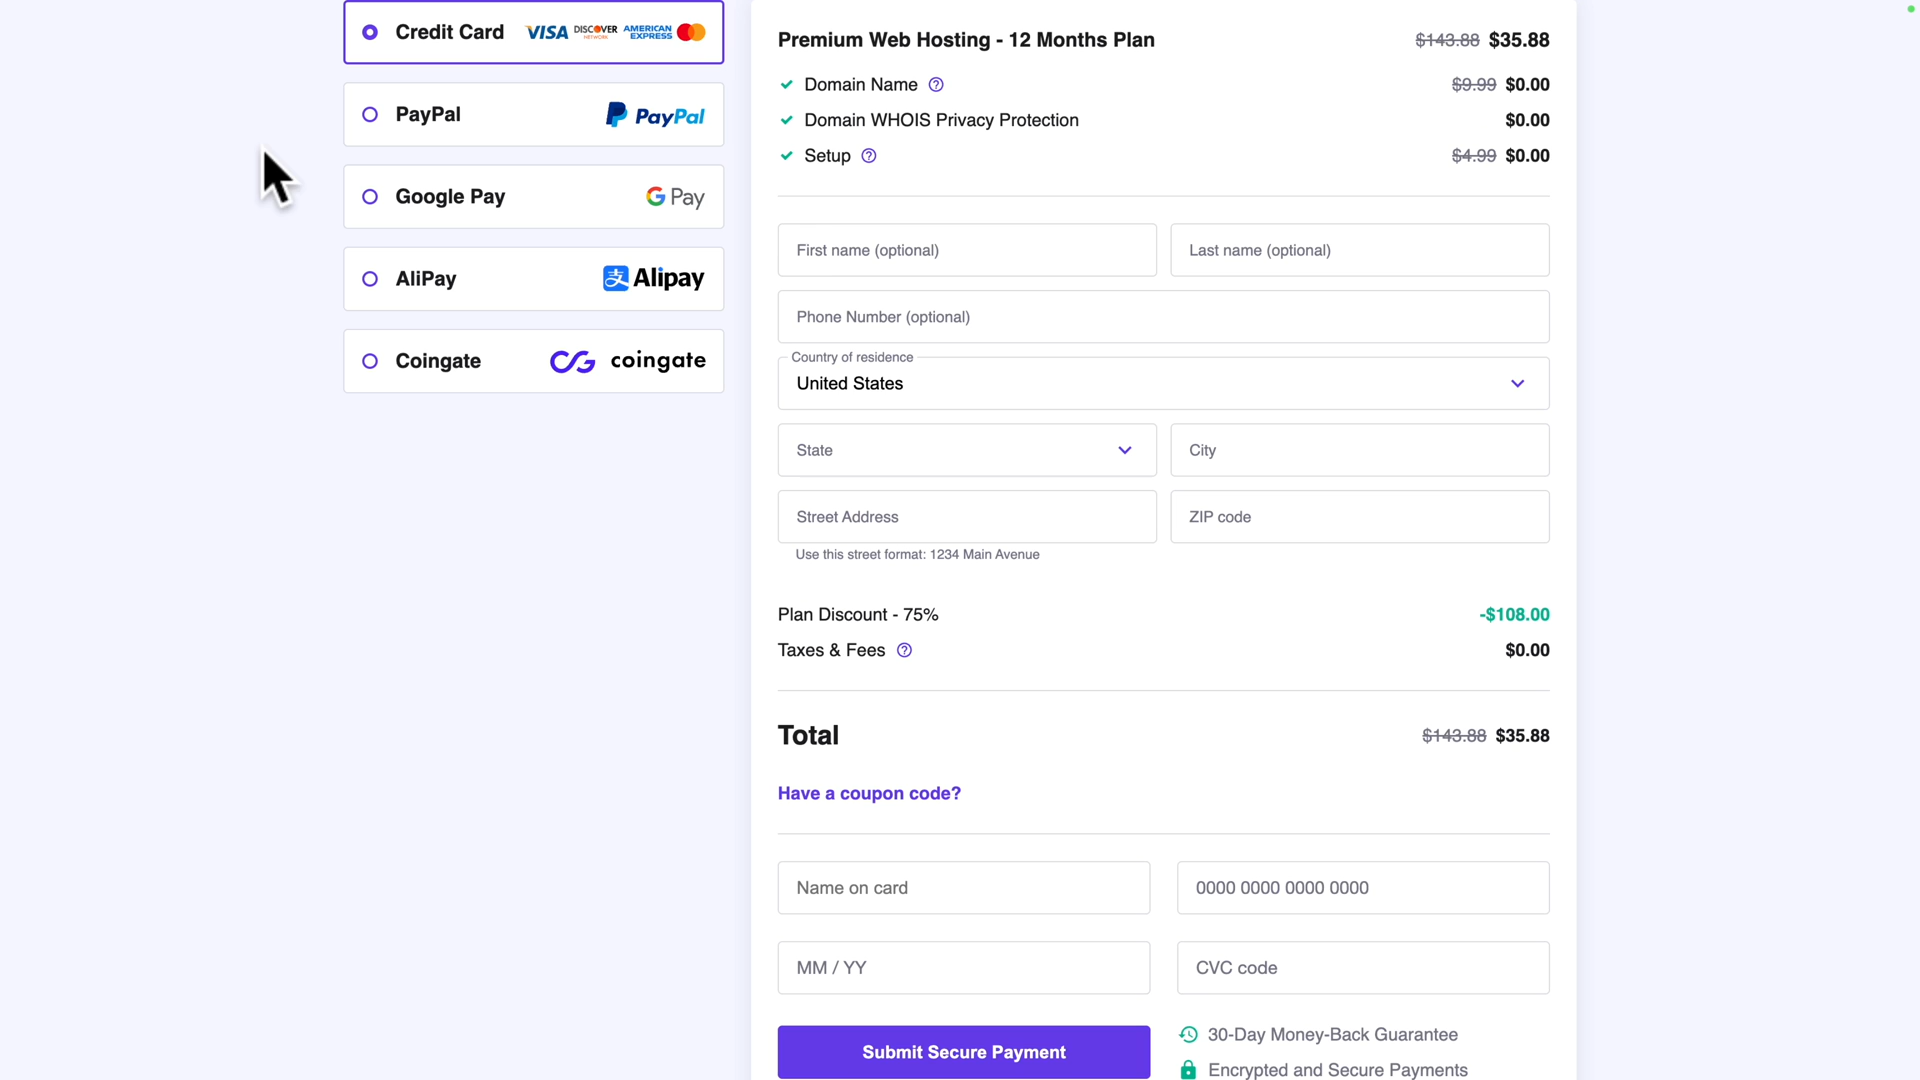 Credit Card VISA DISCOVER NETWORK AMERICAN EXPRESS
PayPal PayPal
Google Pay G Pay
AliPay 支 Alipay
Coingate coingate
Premium Web Hosting - 12 Months Plan $143.88 $35.88
Domain Name ? $9.99 $0.00
Domain WHOIS Privacy Protection $0.00
Setup ? $4.99 $0.00
First name (optional) Last name (optional)
Phone Number (optional)
Country of residence
United States
State City
Street Address ZIP code
Use this street format: 1234 Main Avenue
Plan Discount - 75% -$108.00
Taxes & Fees ? $0.00
Total $143.88 $35.88
Have a coupon code?
Name on card 0000 0000 0000 0000
MM / YY CVC code
Submit Secure Payment 30-Day Money-Back Guarantee
Encrypted and Secure Payments